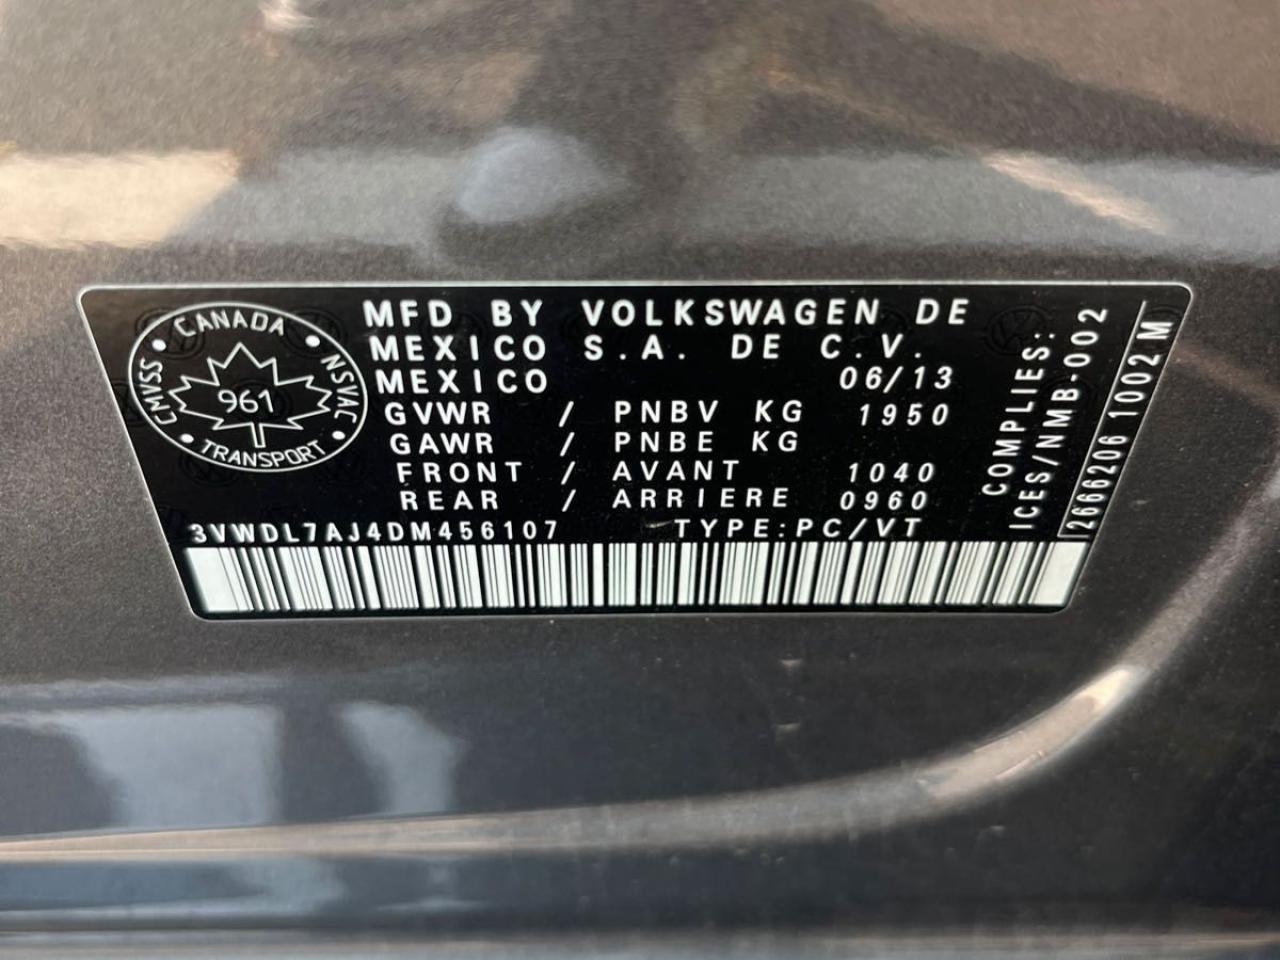 CANADA
CMVSS
NSVAC
961
TRANSPORT
MFD BY VOLKSWAGEN DE
MEXICO S.A. DE C.V.
MEXICO 06/13
GVWR / PNBV KG 1950
GAWR / PNBE KG
FRONT / AVANT 1040
REAR / ARRIERE 0960
3VWDL7AJ4DM456107 TYPE:PC/VT
COMPLIES:
ICES/NMB-002
2666206 1002 M